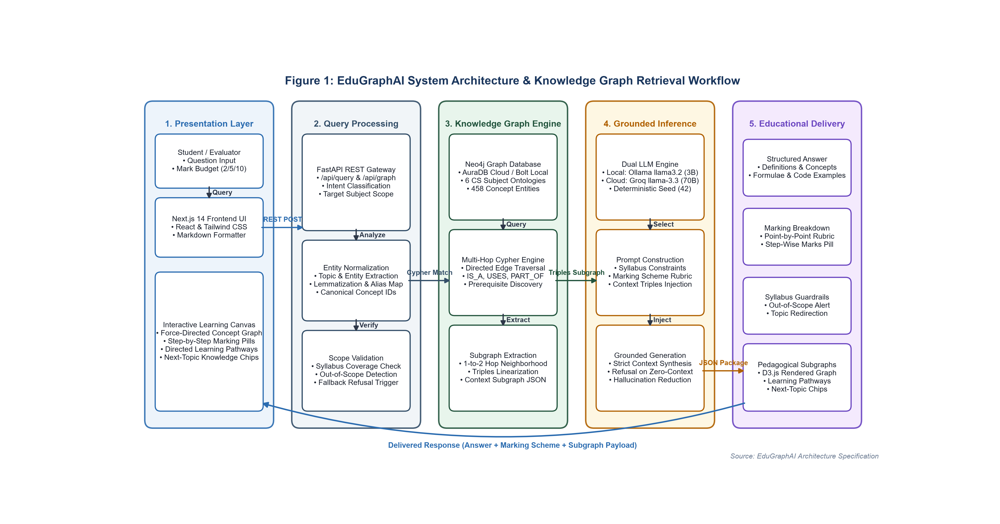 Figure 1: EduGraphAI System Architecture & Knowledge Graph Retrieval Workflow
1. Presentation Layer
Student / Evaluator
• Question Input
• Mark Budget (2/5/10)
Query
Next.js 14 Frontend UI
• React & Tailwind CSS
• Markdown Formatter
REST POST
Interactive Learning Canvas
• Force-Directed Concept Graph
• Step-by-Step Marking Pills
• Directed Learning Pathways
• Next-Topic Knowledge Chips
2. Query Processing
FastAPI REST Gateway
• /api/query & /api/graph
• Intent Classification
• Target Subject Scope
Analyze
Entity Normalization
• Topic & Entity Extraction
• Lemmatization & Alias Map
• Canonical Concept IDs
Cypher Match
Verify
Scope Validation
• Syllabus Coverage Check
• Out-of-Scope Detection
• Fallback Refusal Trigger
3. Knowledge Graph Engine
Neo4j Graph Database
• AuraDB Cloud / Bolt Local
• 6 CS Subject Ontologies
• 458 Concept Entities
Query
Multi-Hop Cypher Engine
• Directed Edge Traversal
• IS_A, USES, PART_OF
• Prerequisite Discovery
Triples Subgraph
Extract
Subgraph Extraction
• 1-to-2 Hop Neighborhood
• Triples Linearization
• Context Subgraph JSON
4. Grounded Inference
Dual LLM Engine
• Local: Ollama llama3.2 (3B)
• Cloud: Groq llama-3.3 (70B)
• Deterministic Seed (42)
Select
Prompt Construction
• Syllabus Constraints
• Marking Scheme Rubric
• Context Triples Injection
Inject
Grounded Generation
• Strict Context Synthesis
• Refusal on Zero-Context
• Hallucination Reduction
JSON Package
5. Educational Delivery
Structured Answer
• Definitions & Concepts
• Formulae & Code Examples
Marking Breakdown
• Point-by-Point Rubric
• Step-Wise Marks Pill
Syllabus Guardrails
• Out-of-Scope Alert
• Topic Redirection
Pedagogical Subgraphs
• D3.js Rendered Graph
• Learning Pathways
• Next-Topic Chips
Delivered Response (Answer + Marking Scheme + Subgraph Payload)
Source: EduGraphAI Architecture Specification